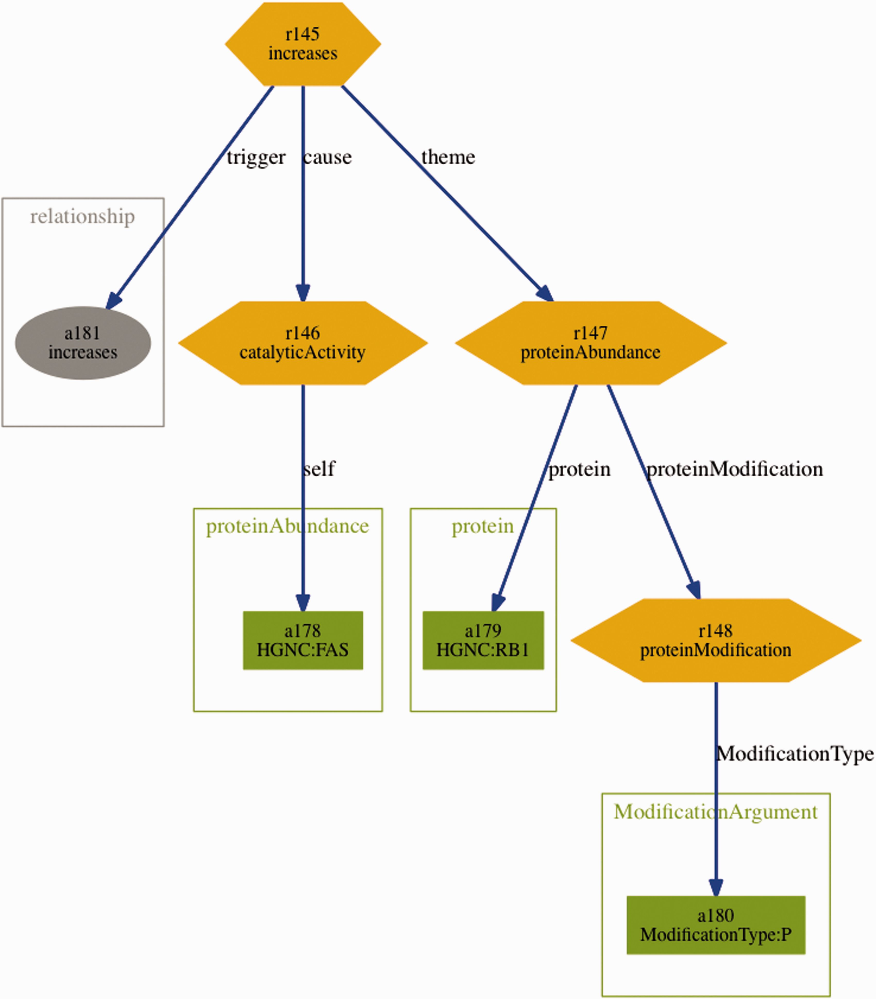 r145
increases
trigger
cause
theme
relationship
a181
increases
r146
catalyticActivity
r147
proteinAbundance
self
protein
proteinModification
proteinAbundance
protein
a178
HGNC:FAS
a179
HGNC:RB1
r148
proteinModification
ModificationType
ModificationArgument
a180
ModificationType:P